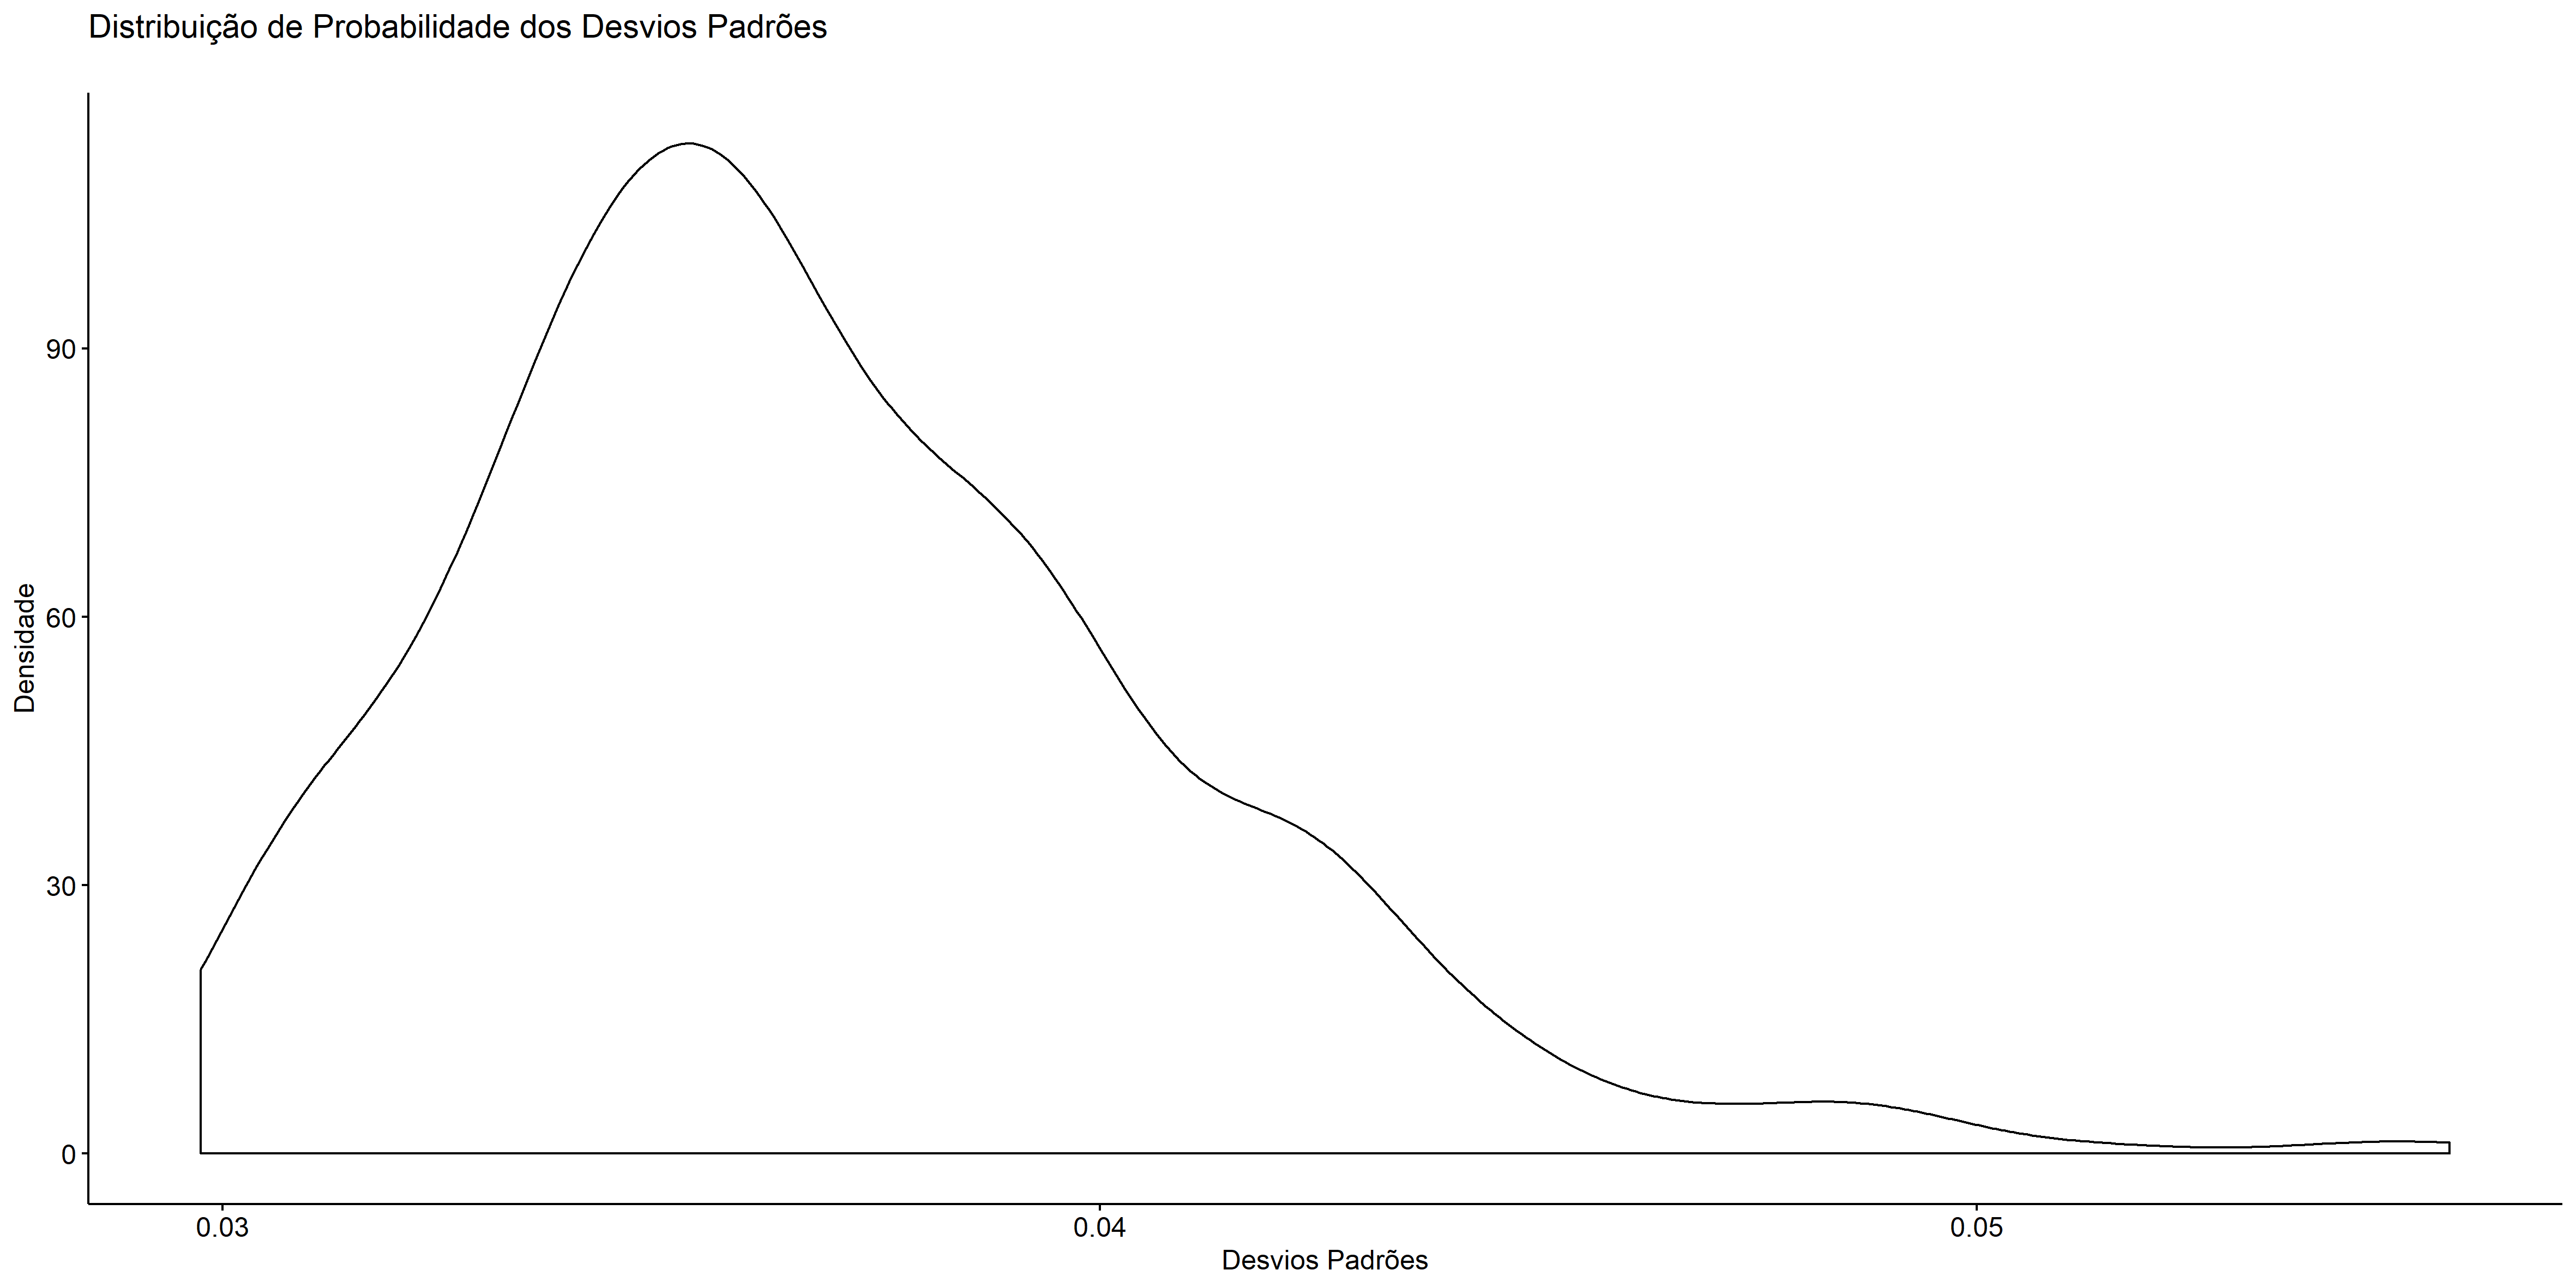 Distribuição de Probabilidade dos Desvios Padrões
90
60
30
0
Densidade
0.03
0.04
0.05
Desvios Padrões